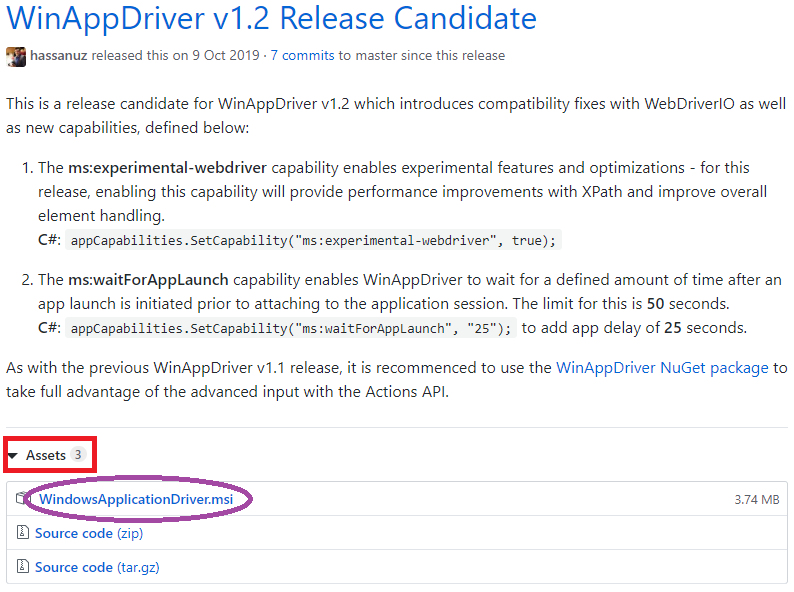 WinAppDriver v1.2 Release Candidate
hassanuz released this on 9 Oct 2019 · 7 commits to master since this release
This is a release candidate for WinAppDriver v1.2 which introduces compatibility fixes with WebDriverIO as well
as new capabilities, defined below:
1. The ms:experimental-webdriver capability enables experimental features and optimizations - for this
release, enabling this capability will provide performance improvements with XPath and improve overall
element handling.
C#: appCapabilities.SetCapability("ms:experimental-webdriver", true);
2. The ms:waitForAppLaunch capability enables WinAppDriver to wait for a defined amount of time after an
app launch is initiated prior to attaching to the application session. The limit for this is 50 seconds.
C#: appCapabilities.SetCapability("ms:waitForAppLaunch", "25"); to add app delay of 25 seconds.
As with the previous WinAppDriver v1.1 release, it is recommenced to use the WinAppDriver NuGet package to
take full advantage of the advanced input with the Actions API.
Assets 3
WindowsApplicationDriver.msi 3.74 MB
Source code (zip)
Source code (tar.gz)